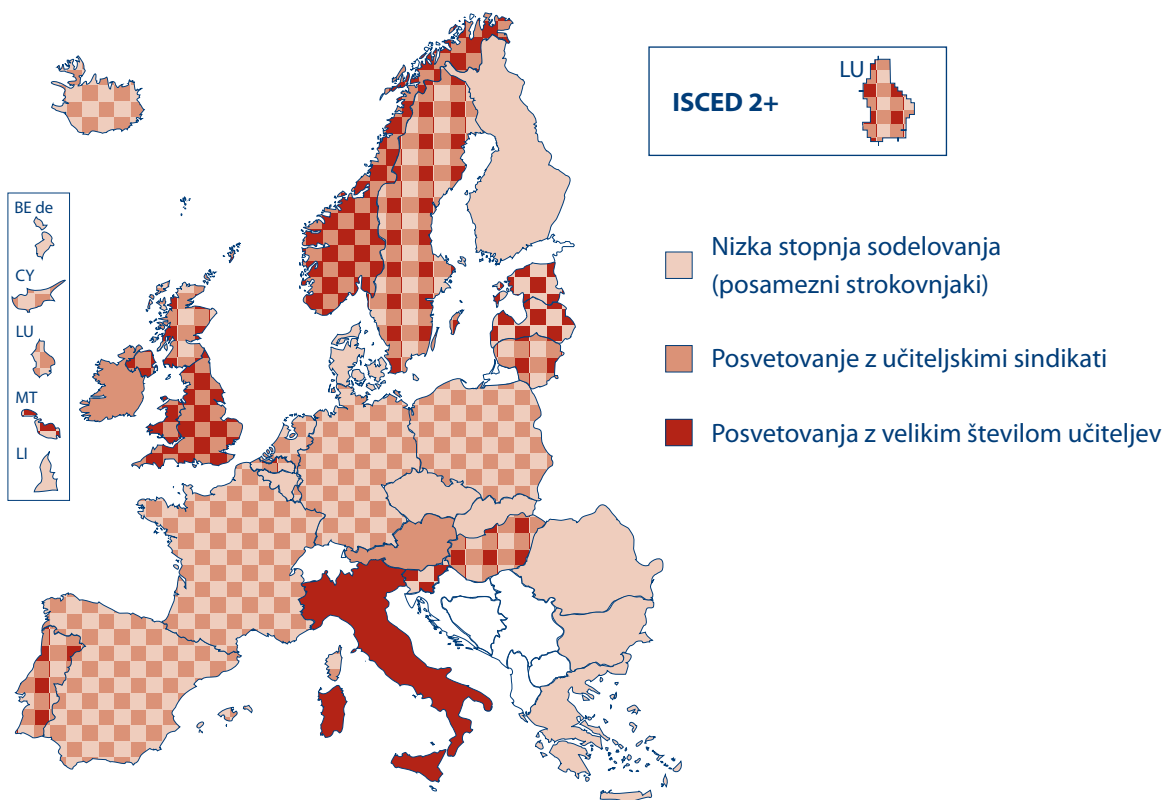 LU
ISCED 2+
BE de
CY
LU
MT
LI
Nizka stopnja sodelovanja
(posamezni strokovnjaki)
Posvetovanje z učiteljskimi sindikati
Posvetovanja z velikim številom učiteljev